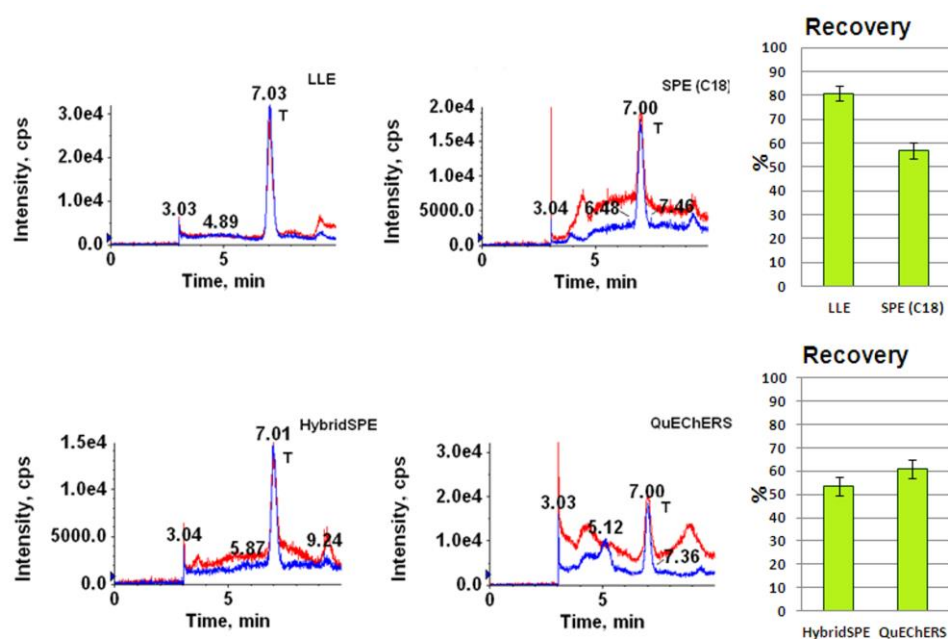 LLE
7.03
T
3.0e4
2.0e4
1.0e4
0.0
3.03
4.89
0
5
Intensity, cps
Time, min
SPE (C18)
7.00
T
2.0e4
1.5e4
1.0e4
5000.0
0.0
3.04
6.48
7.46
0
5
Intensity, cps
Time, min
Recovery
100
90
80
70
60
50
40
30
20
10
0
%
LLE
SPE (C18)
HybridSPE
7.01
T
1.5e4
1.0e4
5000.0
0.0
3.04
5.87
9.24
0
5
Intensity, cps
Time, min
QuEChERS
7.00
T
3.0e4
2.0e4
1.0e4
0.0
3.03
5.12
7.36
0
5
Intensity, cps
Time, min
Recovery
100
90
80
70
60
50
40
30
20
10
0
%
HybridSPE
QuEChERS